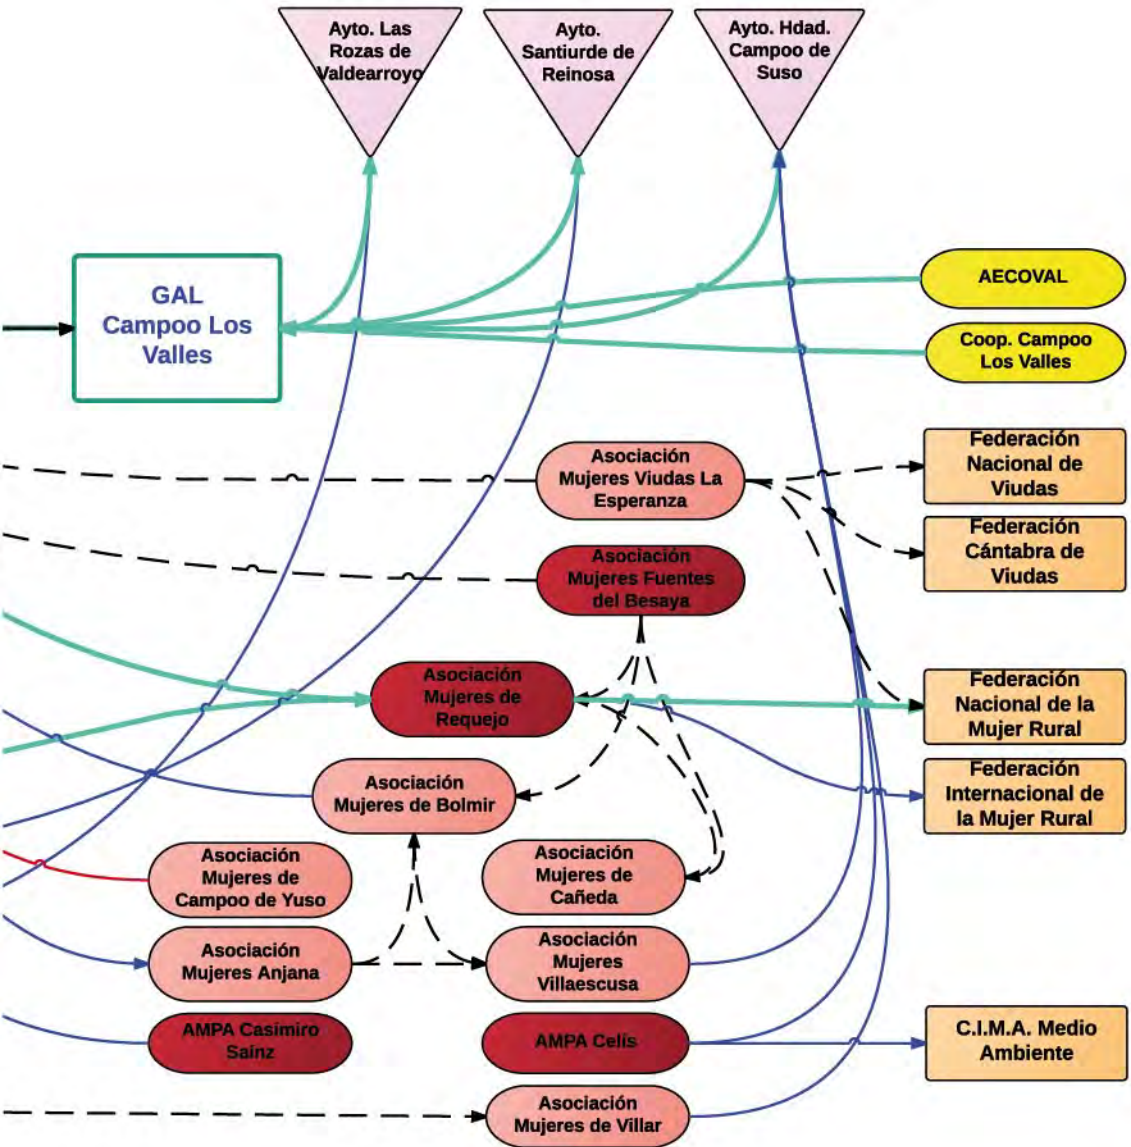 Ayto. Las
Rozas de
Valdearroyo
Ayto.
Santiurde de
Reinosa
Ayto. Hdad.
Campoo de
Suso
GAL
Campoo Los
Valles
AECOVAL
Coop. Campoo
Los Valles
Asociación
Mujeres Viudas La
Esperanza
Federación
Nacional de
Viudas
Federación
Cántabra de
Viudas
Asociación
Mujeres Fuentes
del Besaya
Asociación
Mujeres de
Requejo
Federación
Nacional de la
Mujer Rural
Asociación
Mujeres de Bolmir
Federación
Internacional de
la Mujer Rural
Asociación
Mujeres de
Campoo de Yuso
Asociación
Mujeres de
Cañeda
Asociación
Mujeres Anjana
Asociación
Mujeres
Villaescusa
AMPA Casimiro
Saínz
AMPA Celís
C.I.M.A. Medio
Ambiente
Asociación
Mujeres de Villar